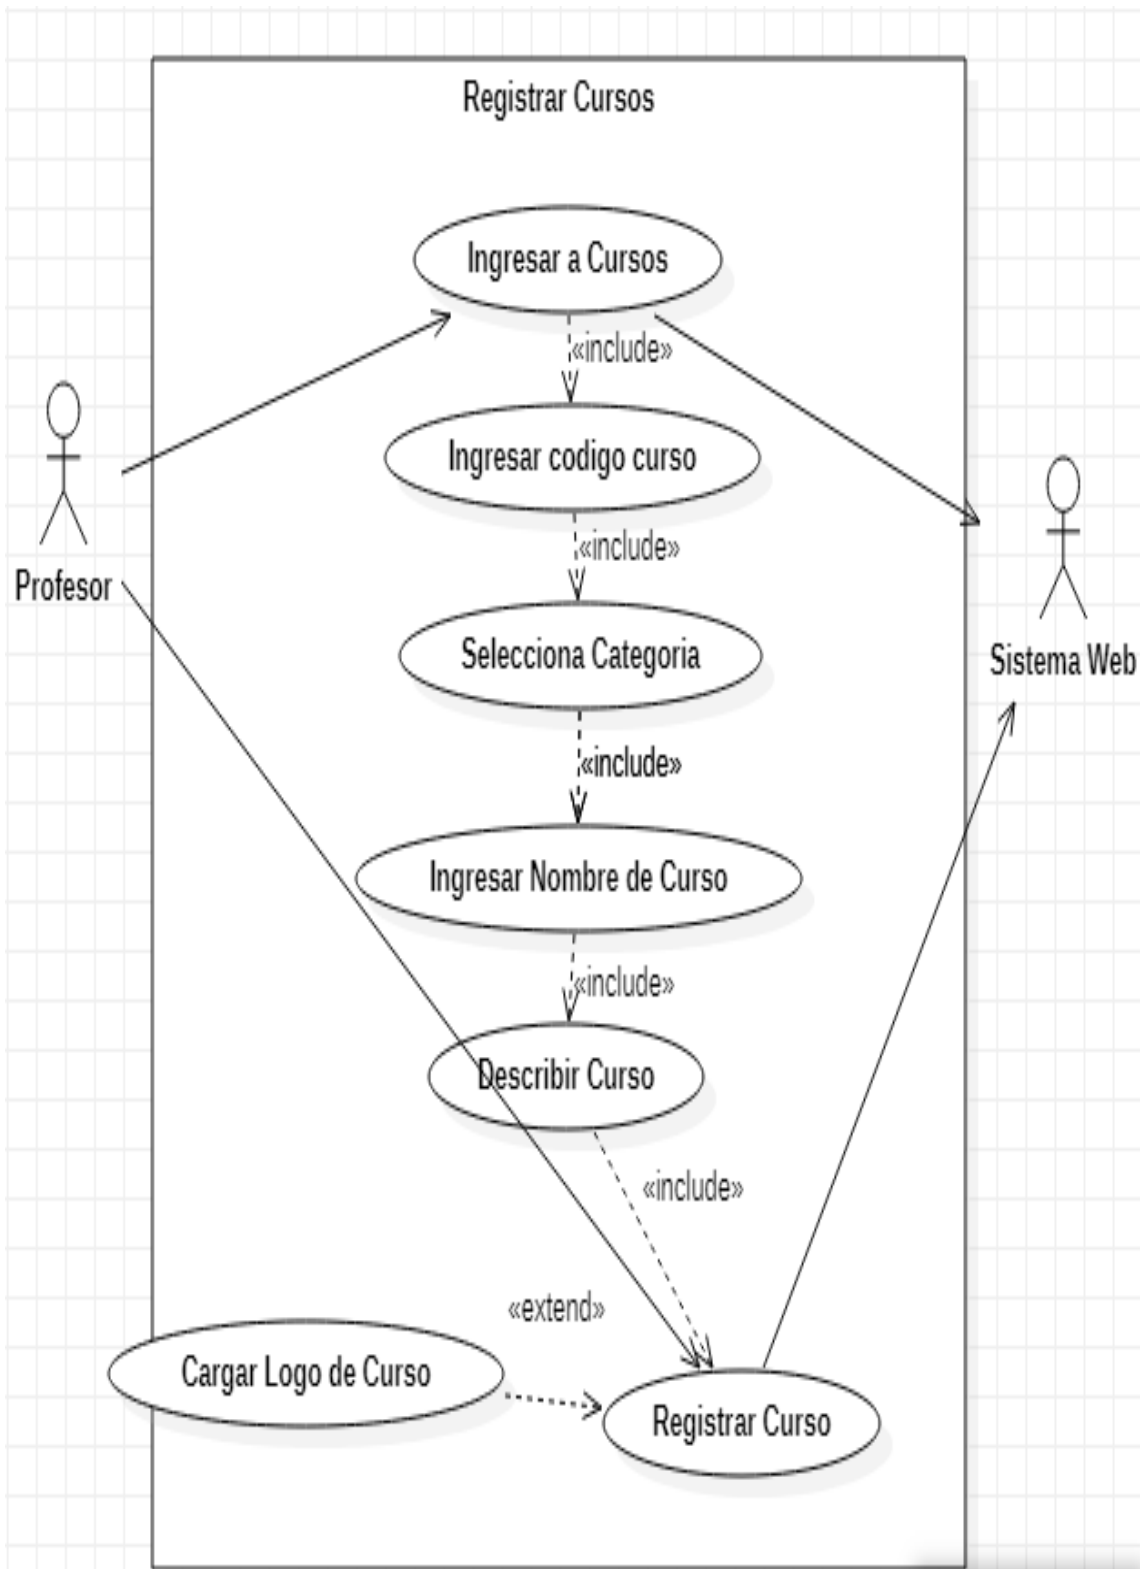 Registrar Cursos
Ingresar a Cursos
«include»
Ingresar codigo curso
«include»
Profesor
Selecciona Categoria
Sistema Web
«include»
Ingresar Nombre de Curso
«include»
Describir Curso
«include»
«extend»
Cargar Logo de Curso
Registrar Curso